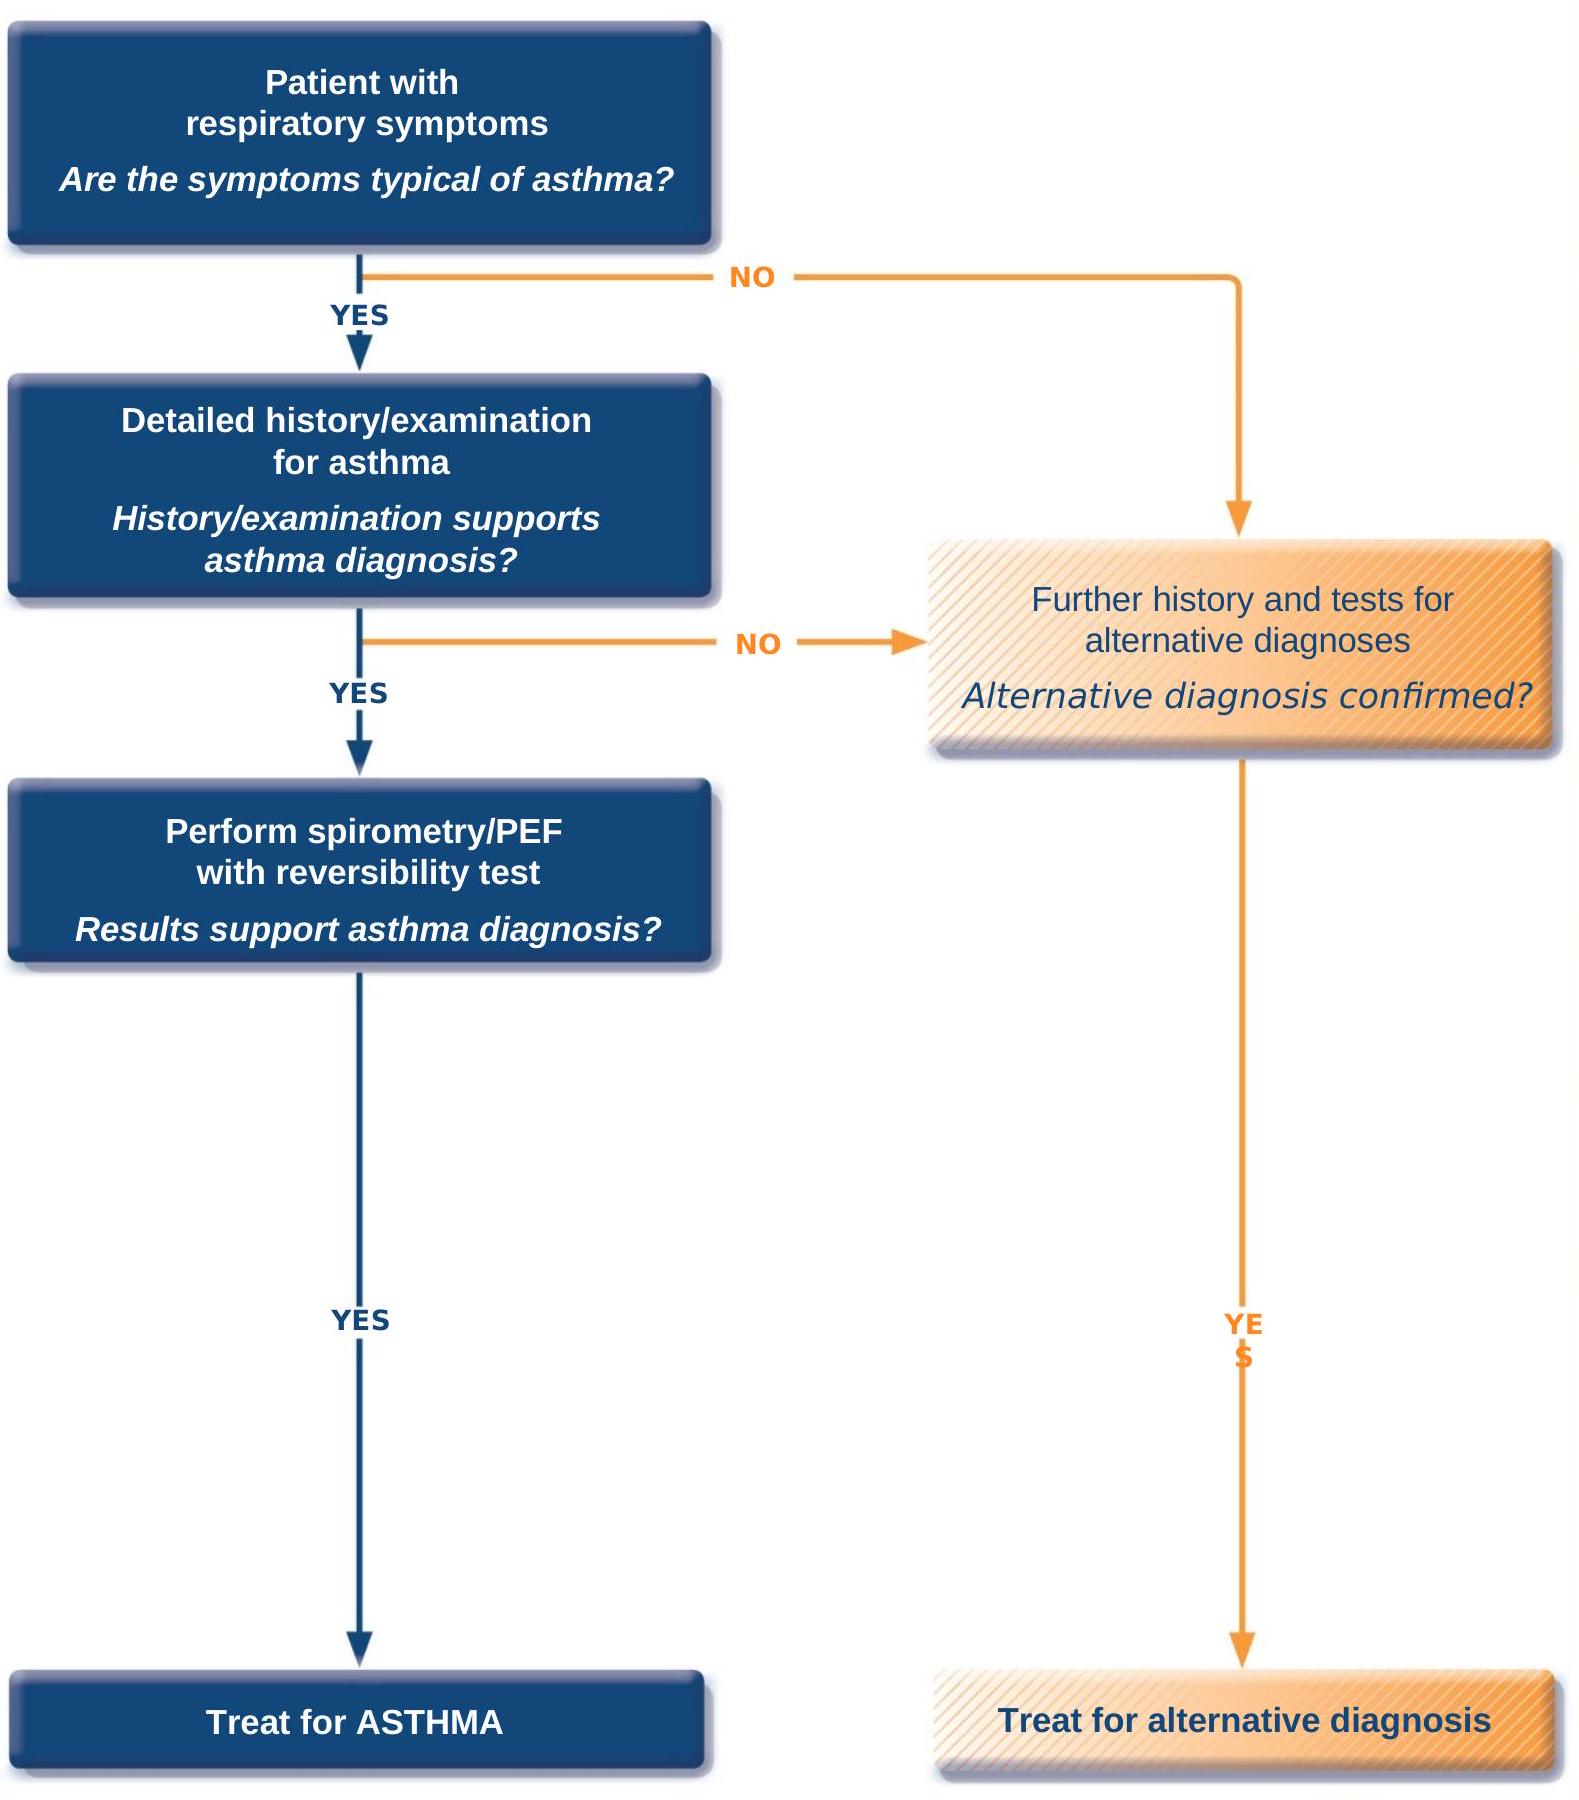 Patient with
respiratory symptoms
Are the symptoms typical of asthma?
NO
YES
Detailed history/examination
for asthma
History/examination supports
asthma diagnosis?
Further history and tests for
alternative diagnoses
Alternative diagnosis confirmed?
NO
YES
Perform spirometry/PEF
with reversibility test
Results support asthma diagnosis?
YES
YE
S
Treat for ASTHMA
Treat for alternative diagnosis